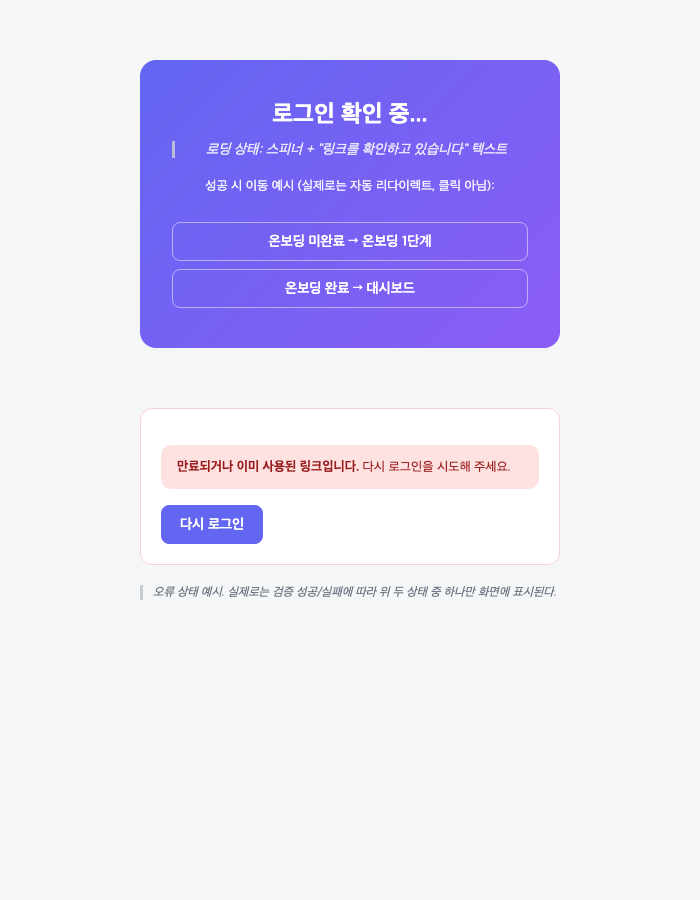 로그인 확인 중...
로딩 상태: 스피너 + "링크를 확인하고 있습니다" 텍스트
성공 시 이동 예시 (실제로는 자동 리다이렉트, 클릭 아님):
온보딩 미완료 → 온보딩 1단계
온보딩 완료 → 대시보드
만료되거나 이미 사용된 링크입니다. 다시 로그인을 시도해 주세요.
다시 로그인
오류 상태 예시. 실제로는 검증 성공/실패에 따라 위 두 상태 중 하나만 화면에 표시된다.